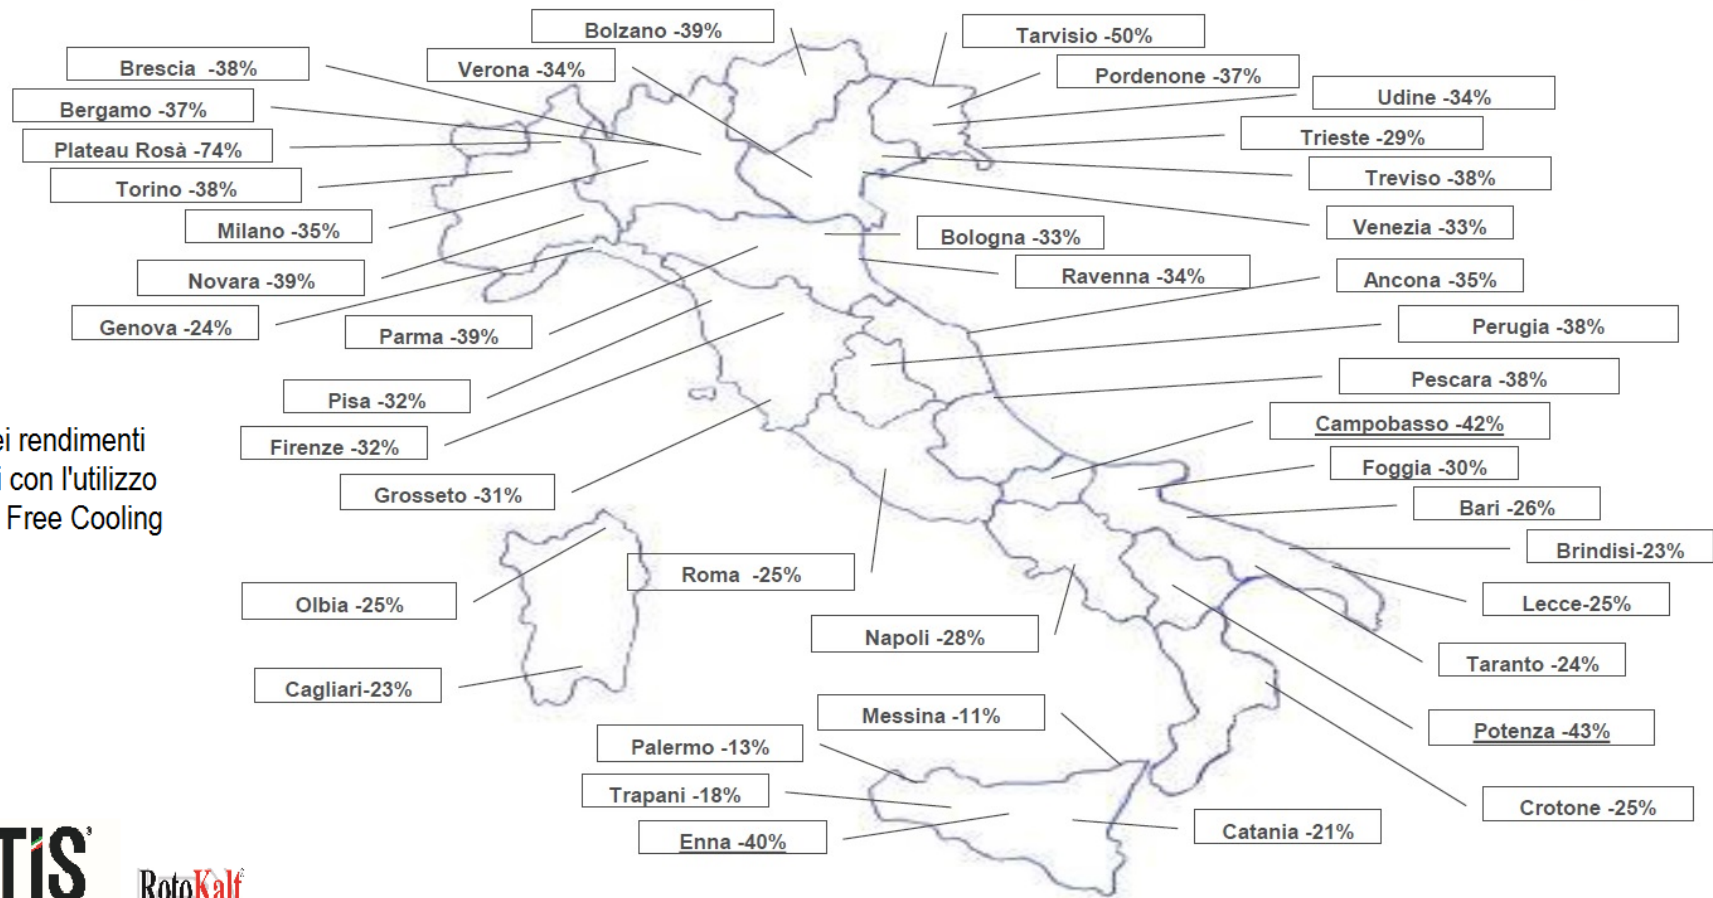 Bolzano -39%
Tarvisio -50%
Brescia -38%
Verona -34%
Pordenone -37%
Bergamo -37%
Udine -34%
Plateau Rosà -74%
Trieste -29%
Torino -38%
Treviso -38%
Milano -35%
Venezia -33%
Bologna -33%
Novara -39%
Ravenna -34%
Ancona -35%
Genova -24%
Parma -39%
Perugia -38%
Pisa -32%
Pescara -38%
Campobasso -42%
Firenze -32%
Foggia -30%
ei rendimenti
i con l'utilizzo
Free Cooling
Grosseto -31%
Bari -26%
Brindisi-23%
Roma -25%
Olbia -25%
Lecce-25%
Napoli -28%
Taranto -24%
Cagliari-23%
Messina -11%
Potenza -43%
Palermo -13%
Trapani -18%
Crotone -25%
Enna -40%
Catania -21%
TiS
RotoKalf